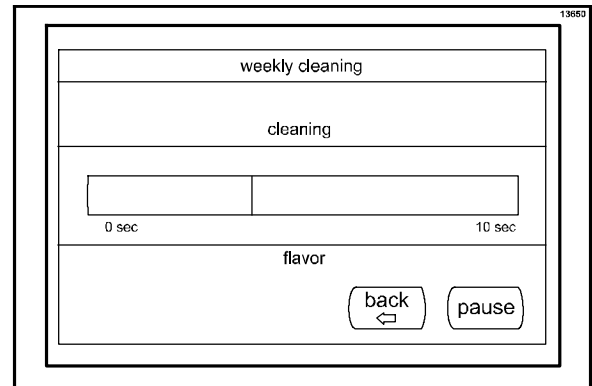 13650
weekly cleaning
cleaning
0 sec 10 sec
flavor
back pause